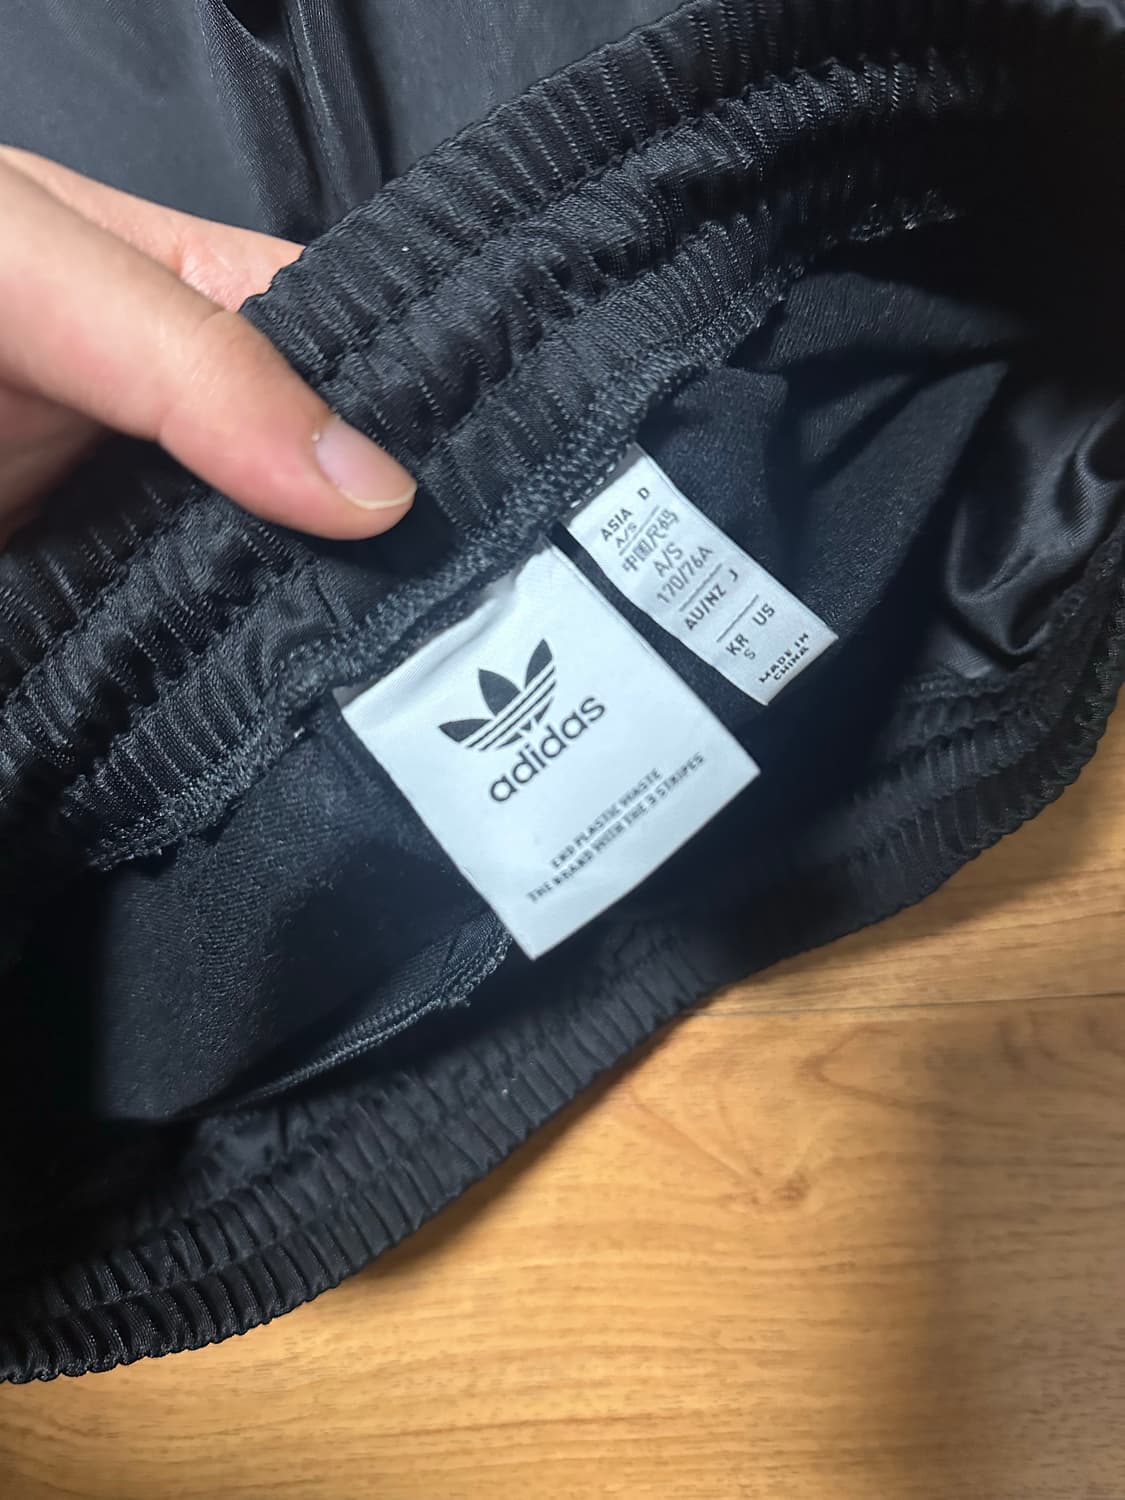 adidas
END PLASTIC WASTE
THE BRAND WITH THE 3 STRIPES
ASIA D
A/S
中国尺码
A/S
170/76A
AU/NZ J
KR US
S
MADE IN
CHINA